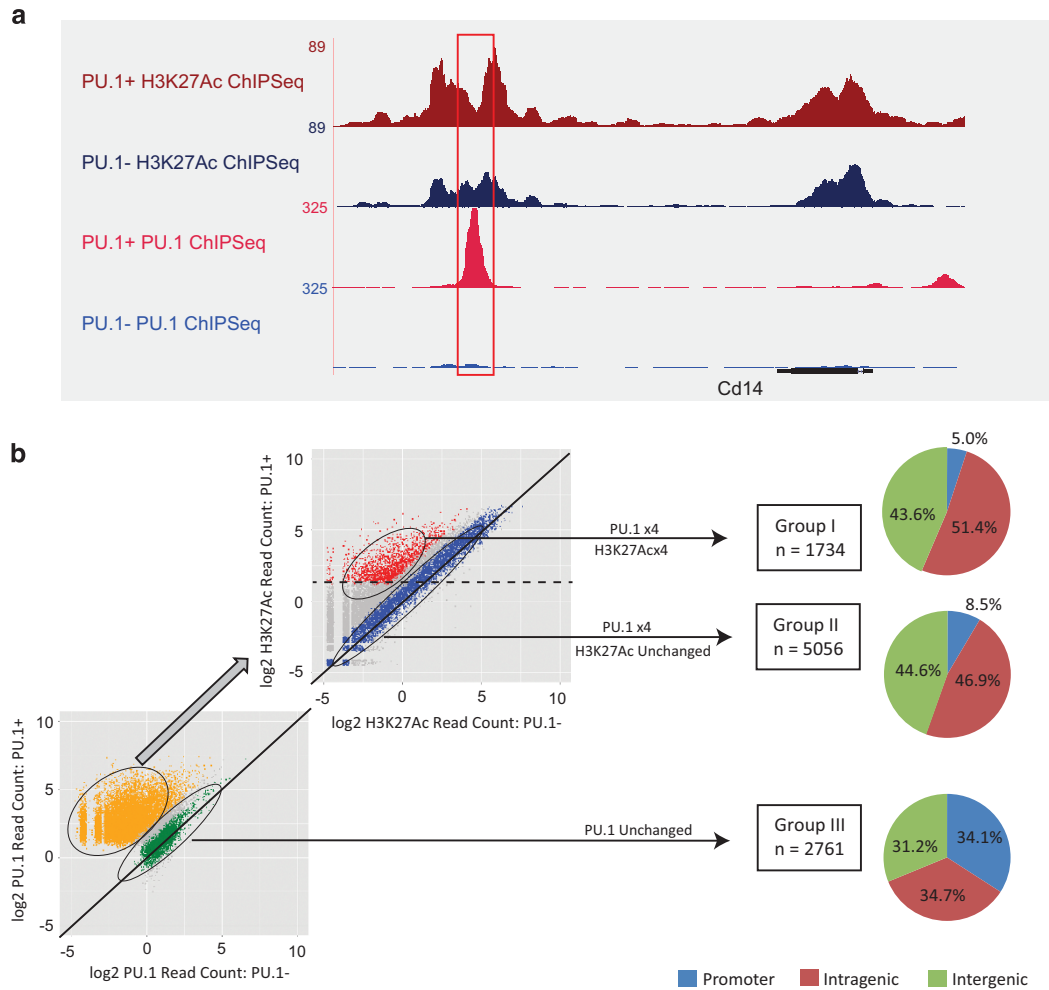 a
89
PU.1+ H3K27Ac ChIPSeq
89
PU.1- H3K27Ac ChIPSeq
325
PU.1+ PU.1 ChIPSeq
325
PU.1- PU.1 ChIPSeq
Cd14
b
log2 H3K27Ac Read Count: PU.1+
10
5
0
-5
-5
0
5
10
log2 H3K27Ac Read Count: PU.1-
PU.1 x4
H3K27Acx4
Group I
n = 1734
5.0%
43.6%
51.4%
PU.1 x4
H3K27Ac Unchanged
Group II
n = 5056
8.5%
44.6%
46.9%
log2 PU.1 Read Count: PU.1+
10
5
0
-5
-5
0
5
10
log2 PU.1 Read Count: PU.1-
PU.1 Unchanged
Group III
n = 2761
31.2%
34.1%
34.7%
Promoter
Intragenic
Intergenic